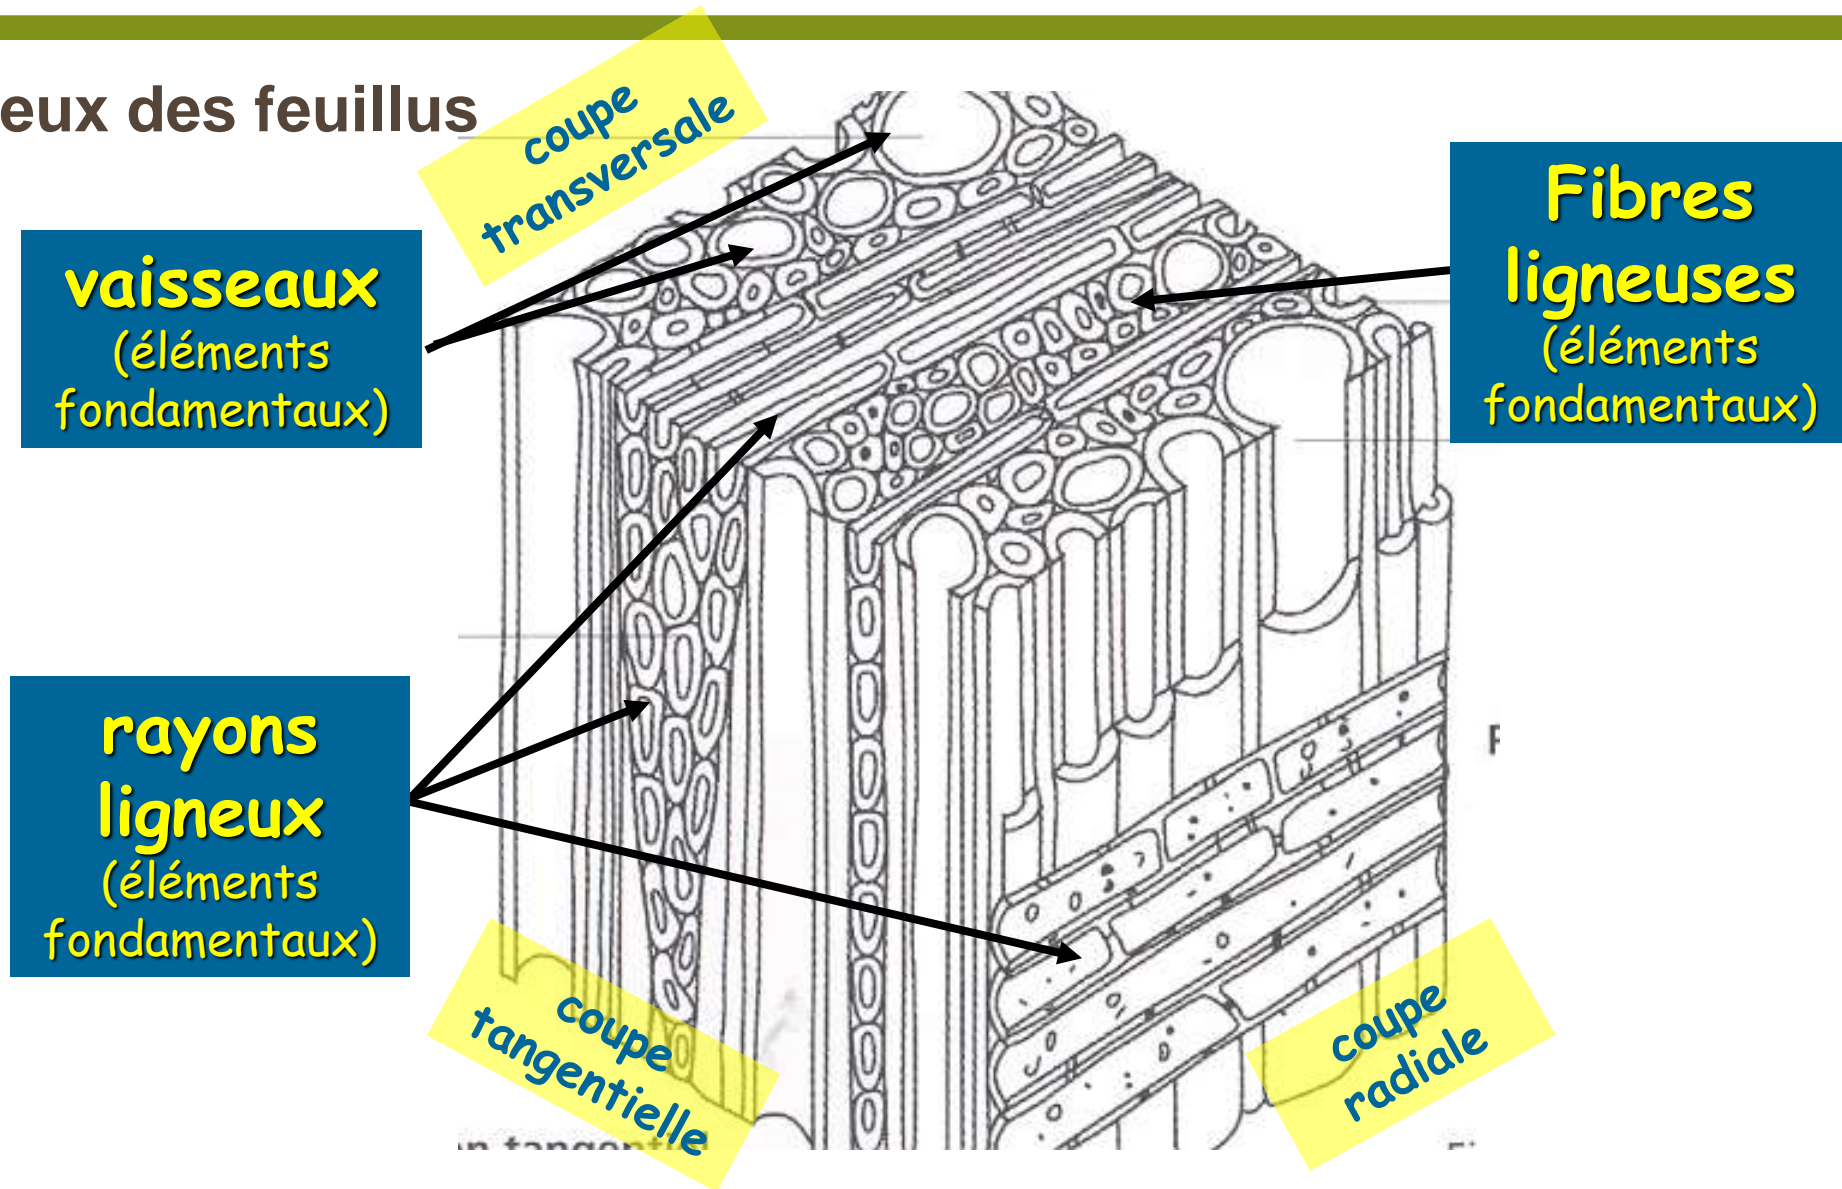 eux des feuillus
coupe
transversale
vaisseaux
(éléments
fondamentaux)
Fibres
ligneuses
(éléments
fondamentaux)
rayons
ligneux
(éléments
fondamentaux)
coupe
tangentielle
coupe
radiale